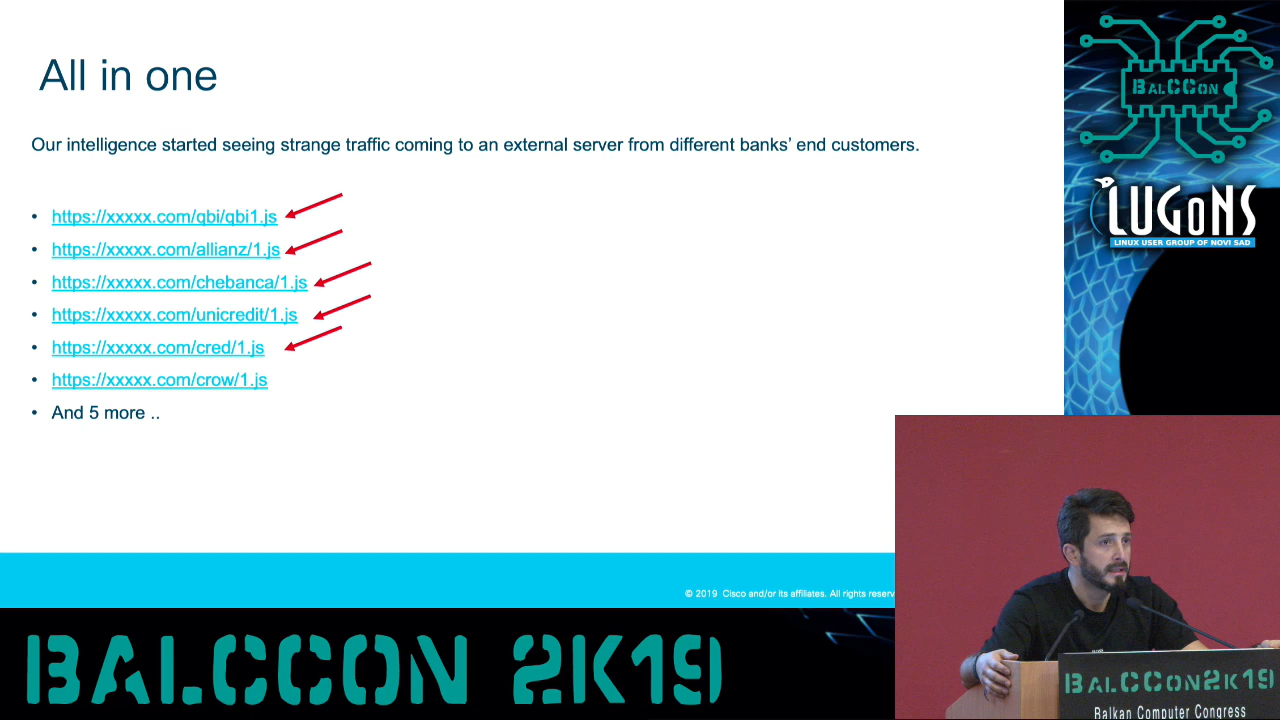 All in one
Our intelligence started seeing strange traffic coming to an external server from different banks' end customers.
• https://xxxxx.com/qbi/qbi1.js
• https://xxxxx.com/allianz/1.js
• https://xxxxx.com/chebanca/1.js
• https://xxxxx.com/unicredit/1.js
• https://xxxxx.com/cred/1.js
• https://xxxxx.com/crow/1.js
• And 5 more ..
© 2019 Cisco and/or its affiliates. All rights reserv
BALCCON
LUGONS
LINUX USER GROUP OF NOVI SAD
BALCCON 2K19
BALCCON2K19
Balkan Computer Congress